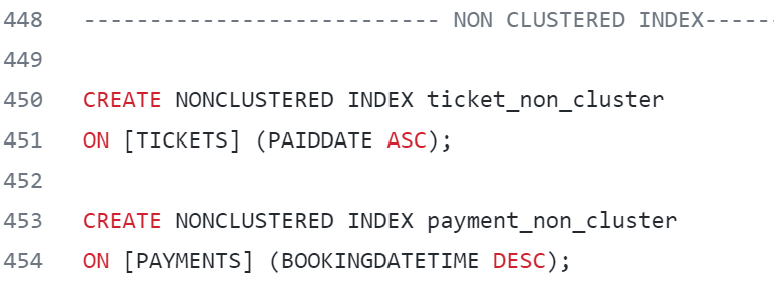 448 --------------------------- NON CLUSTERED INDEX-----
449
450 CREATE NONCLUSTERED INDEX ticket_non_cluster
451 ON [TICKETS] (PAIDDATE ASC);
452
453 CREATE NONCLUSTERED INDEX payment_non_cluster
454 ON [PAYMENTS] (BOOKINGDATETIME DESC);